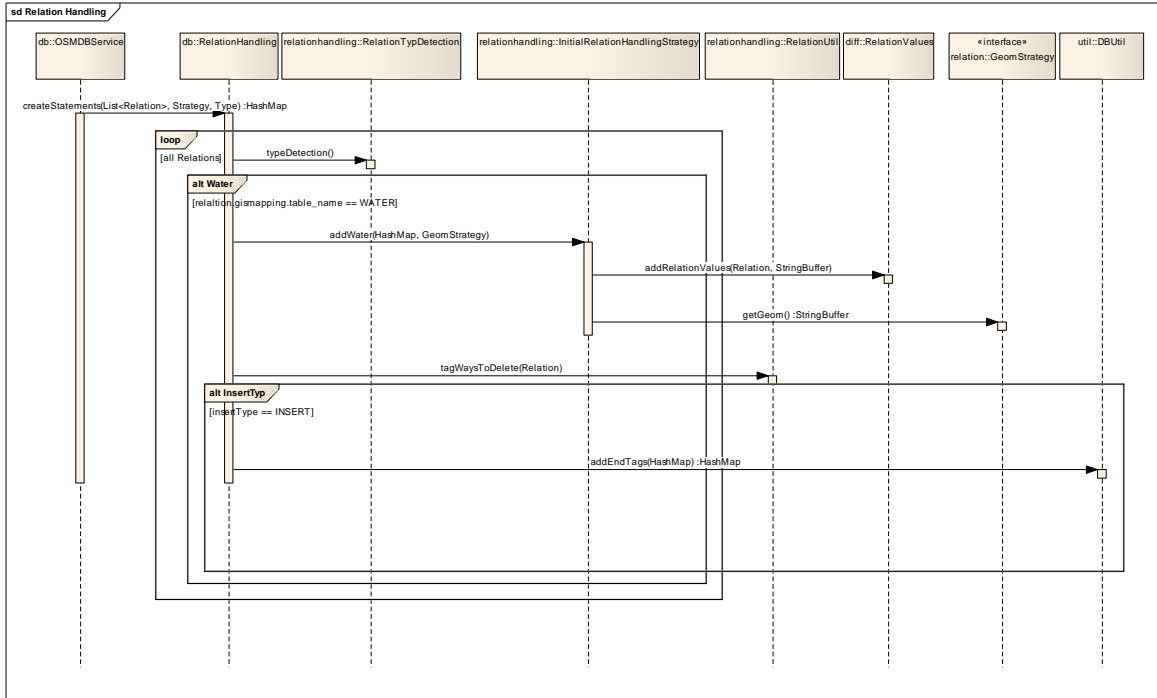 sd Relation Handling
db::OSMDBService
db::RelationHandling
relationhandling::RelationTypDetection
relationhandling::InitialRelationHandlingStrategy
relationhandling::RelationUtil
diff::RelationValues
«interface»
relation::GeomStrategy
util::DBUtil
createStatements(List<Relation>, Strategy, Type) :HashMap
loop
[all Relations]
typeDetection()
alt Water
[relaltion.gismapping.table_name == WATER]
addWater(HashMap, GeomStrategy)
addRelationValues(Relation, StringBuffer)
getGeom() :StringBuffer
tagWaysToDelete(Relation)
alt InsertTyp
[insertType == INSERT]
addEndTags(HashMap) :HashMap